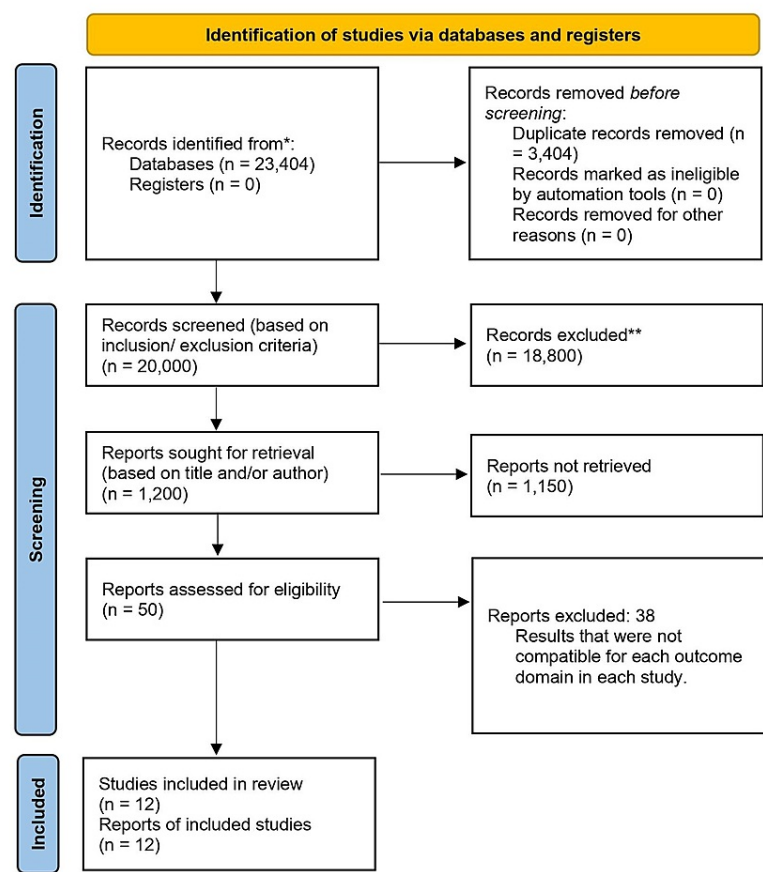 Identification of studies via databases and registers
Identification
Records identified from*:
Databases (n = 23,404)
Registers (n = 0)
Records removed before
screening:
Duplicate records removed (n
= 3,404)
Records marked as ineligible
by automation tools (n = 0)
Records removed for other
reasons (n = 0)
Screening
Records screened (based on
inclusion/ exclusion criteria)
(n = 20,000)
Records excluded**
(n = 18,800)
Reports sought for retrieval
(based on title and/or author)
(n = 1,200)
Reports not retrieved
(n = 1,150)
Reports assessed for eligibility
(n = 50)
Reports excluded: 38
Results that were not
compatible for each outcome
domain in each study.
Included
Studies included in review
(n = 12)
Reports of included studies
(n = 12)